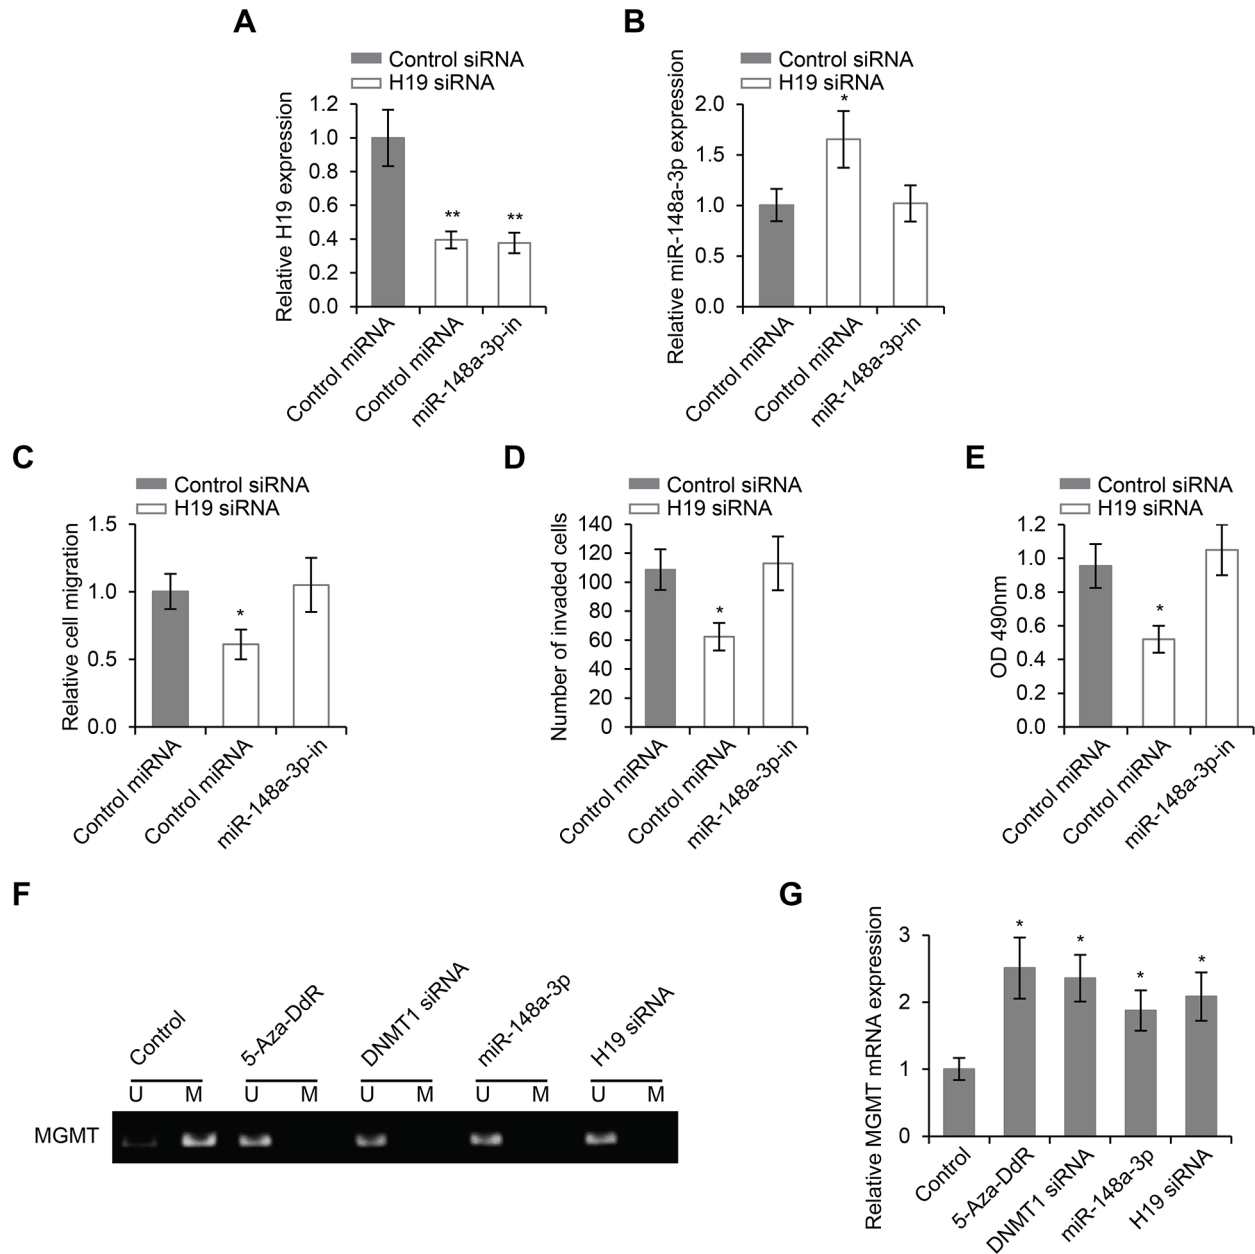 A
Control siRNA
H19 siRNA
Relative H19 expression
1.2
1.0
0.8
0.6
0.4
0.2
0.0
**
**
Control miRNA
Control miRNA
miR-148a-3p-in
B
Control siRNA
H19 siRNA
Relative miR-148a-3p expression
2.0
1.5
1.0
0.5
0.0
*
Control miRNA
Control miRNA
miR-148a-3p-in
C
Control siRNA
H19 siRNA
Relative cell migration
1.5
1.0
0.5
0.0
*
Control miRNA
Control miRNA
miR-148a-3p-in
D
Control siRNA
H19 siRNA
Number of invaded cells
140
120
100
80
60
40
20
0
*
Control miRNA
Control miRNA
miR-148a-3p-in
E
Control siRNA
H19 siRNA
OD 490nm
1.2
1.0
0.8
0.6
0.4
0.2
0.0
*
Control miRNA
Control miRNA
miR-148a-3p-in
F
Control
5-Aza-DdR
DNMT1 siRNA
miR-148a-3p
H19 siRNA
U M U M U M U M U M
MGMT
G
Relative MGMT mRNA expression
3
2
1
0
*
*
*
*
Control
5-Aza-DdR
DNMT1 siRNA
miR-148a-3p
H19 siRNA